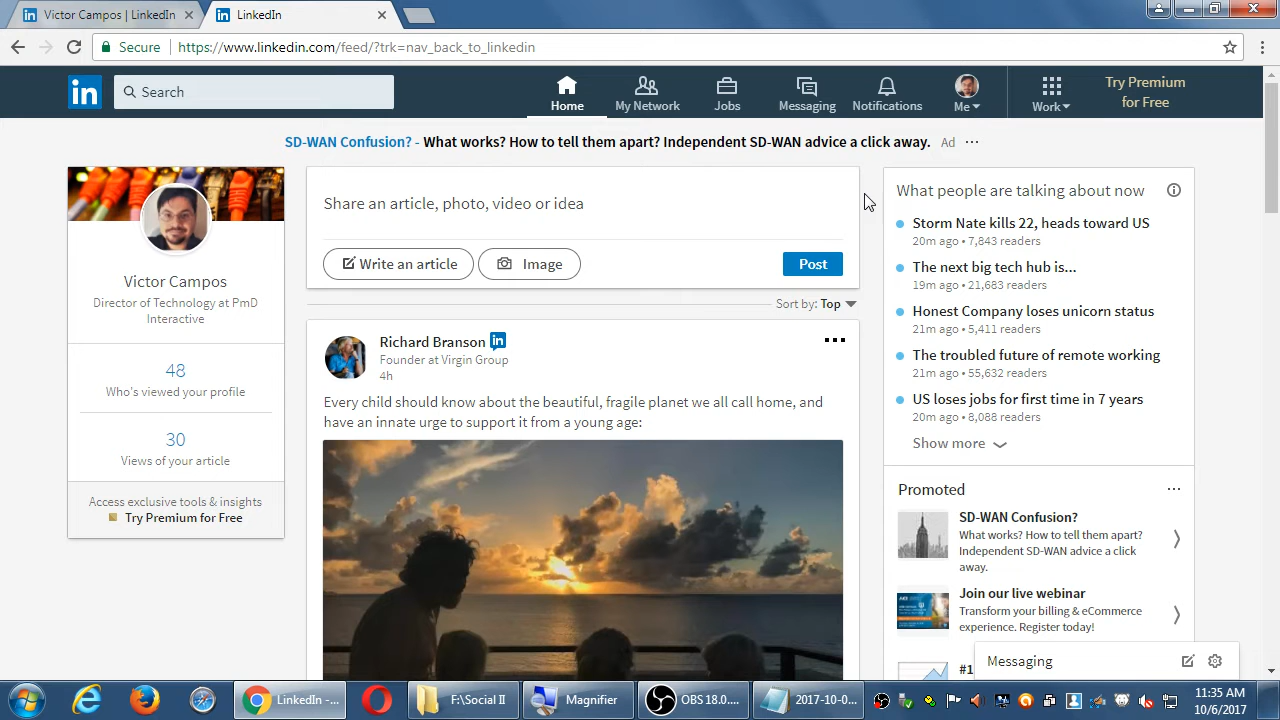 Victor Campos | LinkedIn
LinkedIn
Secure https://www.linkedin.com/feed/?trk=nav_back_to_linkedin
in
Search
Home
My Network
Jobs
Messaging
Notifications
Me
Work
Try Premium
for Free
SD-WAN Confusion? - What works? How to tell them apart? Independent SD-WAN advice a click away. Ad
Victor Campos
Director of Technology at PmD
Interactive
48
Who's viewed your profile
30
Views of your article
Access exclusive tools & insights
Try Premium for Free
Share an article, photo, video or idea
Write an article
Image
Post
Sort by: Top
Richard Branson in
Founder at Virgin Group
4h
Every child should know about the beautiful, fragile planet we all call home, and
have an innate urge to support it from a young age:
What people are talking about now
Storm Nate kills 22, heads toward US
20m ago • 7,843 readers
The next big tech hub is...
19m ago • 21,683 readers
Honest Company loses unicorn status
21m ago • 5,411 readers
The troubled future of remote working
21m ago • 55,632 readers
US loses jobs for first time in 7 years
20m ago • 8,088 readers
Show more
Promoted
SD-WAN Confusion?
What works? How to tell them apart?
Independent SD-WAN advice a click
away.
Join our live webinar
Transform your billing & eCommerce
experience. Register today!
#1
Messaging
LinkedIn -...
F:\Social II
Magnifier
OBS 18.0....
2017-10-0...
11:35 AM
10/6/2017